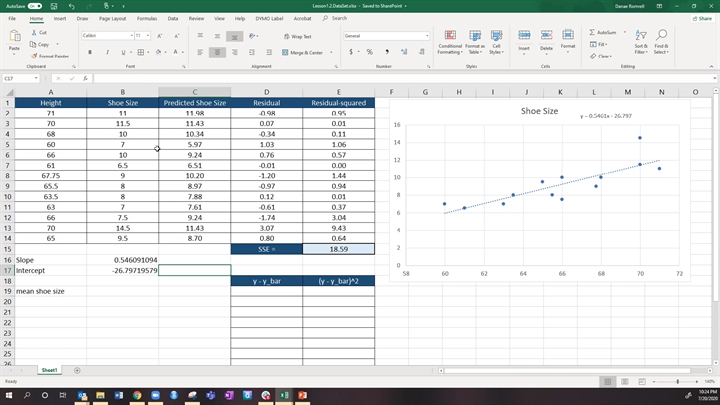 AutoSave On
Lesson1.2.DataSet.xlsx - Saved to SharePoint
Danae Romrell
File Home Insert Draw Page Layout Formulas Data Review View Help DYMO Label Acrobat Search
Share
Paste
Cut
Copy
Format Painter
Calibri 11
Wrap Text
Merge & Center
General
Conditional Formatting
Format as Table
Cell Styles
Insert
Delete
Format
AutoSum
Fill
Clear
Sort & Filter
Find & Select
Clipboard Font Alignment Number Styles Cells Editing
C17 fx
A B C D E F G H I J K L M N O
1 Height Shoe Size Predicted Shoe Size Residual Residual-squared
2 71 11 11.98 -0.98 0.95
3 70 11.5 11.43 0.07 0.01
4 68 10 10.34 -0.34 0.11
5 60 7 5.97 1.03 1.06
6 66 10 9.24 0.76 0.57
7 61 6.5 6.51 -0.01 0.00
8 67.75 9 10.20 -1.20 1.44
9 65.5 8 8.97 -0.97 0.94
10 63.5 8 7.88 0.12 0.01
11 63 7 7.61 -0.61 0.37
12 66 7.5 9.24 -1.74 3.04
13 70 14.5 11.43 3.07 9.43
14 65 9.5 8.70 0.80 0.64
15 SSE = 18.59
16 Slope 0.546091094
17 Intercept -26.79719579
18 y - y_bar (y - y_bar)^2
19 mean shoe size
20
21
22
23
24
25
26
Shoe Size
y = 0.5461x - 26.797
16
14
12
10
8
6
4
2
0
58 60 62 64 66 68 70 72
Sheet1
Ready
140%
10:24 PM
7/20/2020